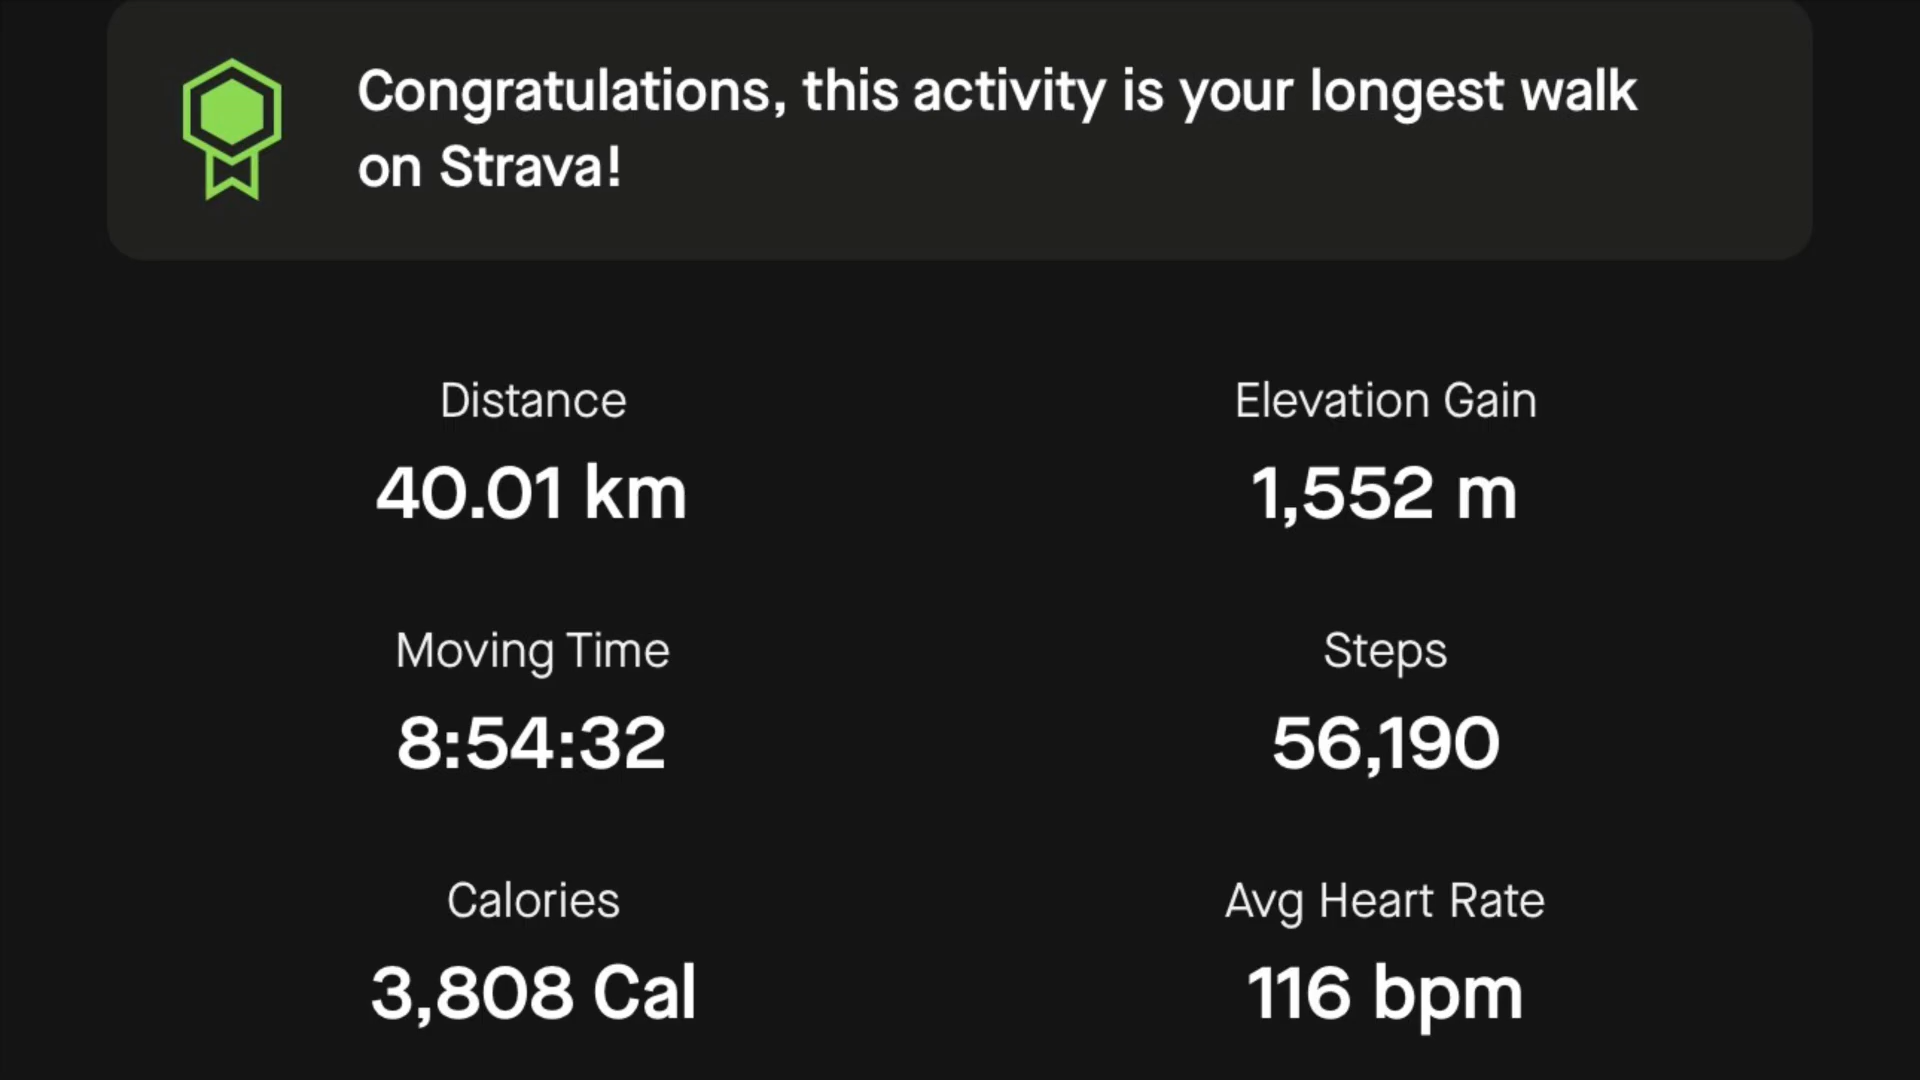 Congratulations, this activity is your longest walk
on Strava!
Distance
Elevation Gain
40.01 km
1,552 m
Moving Time
Steps
8:54:32
56,190
Calories
Avg Heart Rate
3,808 Cal
116 bpm